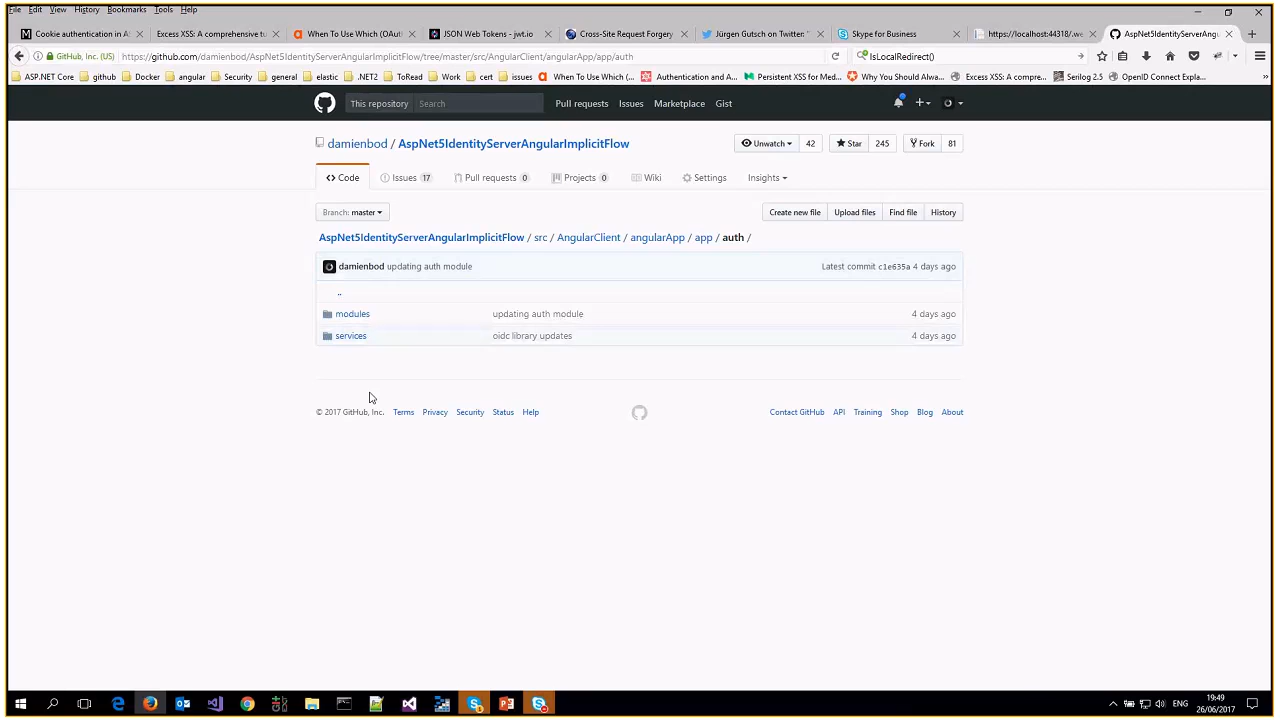 File Edit View History Bookmarks Tools Help
Cookie authentication in A
Excess XSS: A comprehensive tu
When To Use Which (OAut
JSON Web Tokens - jwt.io
Cross-Site Request Forgery
Jürgen Gutsch on Twitter: "
Skype for Business
https://localhost:44318/.we
AspNet5IdentityServerAngu
GitHub, Inc. (US)
https://github.com/damienbod/AspNet5IdentityServerAngularImplicitFlow/tree/master/src/AngularClient/angularApp/app/auth
IsLocalRedirect()
ASP.NET Core github Docker angular Security general elastic .NET2 ToRead Work cert issues When To Use Which (... Authentication and A... Persistent XSS for Med... Why You Should Alwa... Excess XSS: A compre... Serilog 2.5 OpenID Connect Expla...
This repository Search Pull requests Issues Marketplace Gist
damienbod / AspNet5IdentityServerAngularImplicitFlow
Unwatch 42 Star 245 Fork 81
Code Issues 17 Pull requests 0 Projects 0 Wiki Settings Insights
Branch: master
Create new file Upload files Find file History
AspNet5IdentityServerAngularImplicitFlow / src / AngularClient / angularApp / app / auth /
damienbod updating auth module Latest commit c1e635a 4 days ago
..
modules updating auth module 4 days ago
services oidc library updates 4 days ago
© 2017 GitHub, Inc. Terms Privacy Security Status Help Contact GitHub API Training Shop Blog About
ENG
19:49
26/06/2017